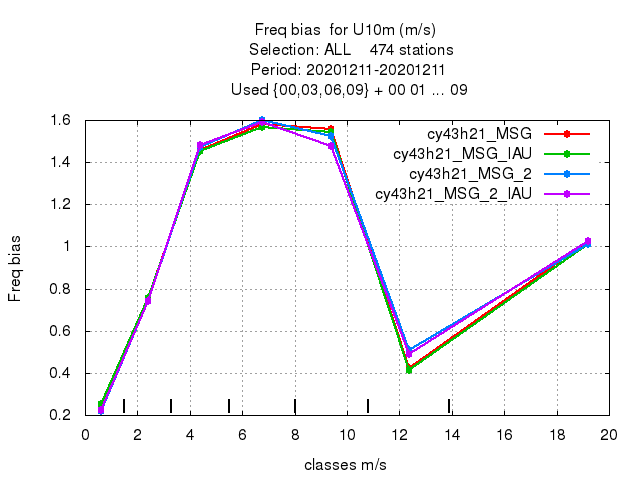 Freq bias  for U10m (m/s)
Selection: ALL    474 stations
Period: 20201211-20201211
Used {00,03,06,09} + 00 01 ... 09
1.6
1.4
1.2
1
0.8
0.6
0.4
0.2
Freq bias
cy43h21_MSG
cy43h21_MSG_IAU
cy43h21_MSG_2
cy43h21_MSG_2_IAU
0 2 4 6 8 10 12 14 16 18 20
classes m/s